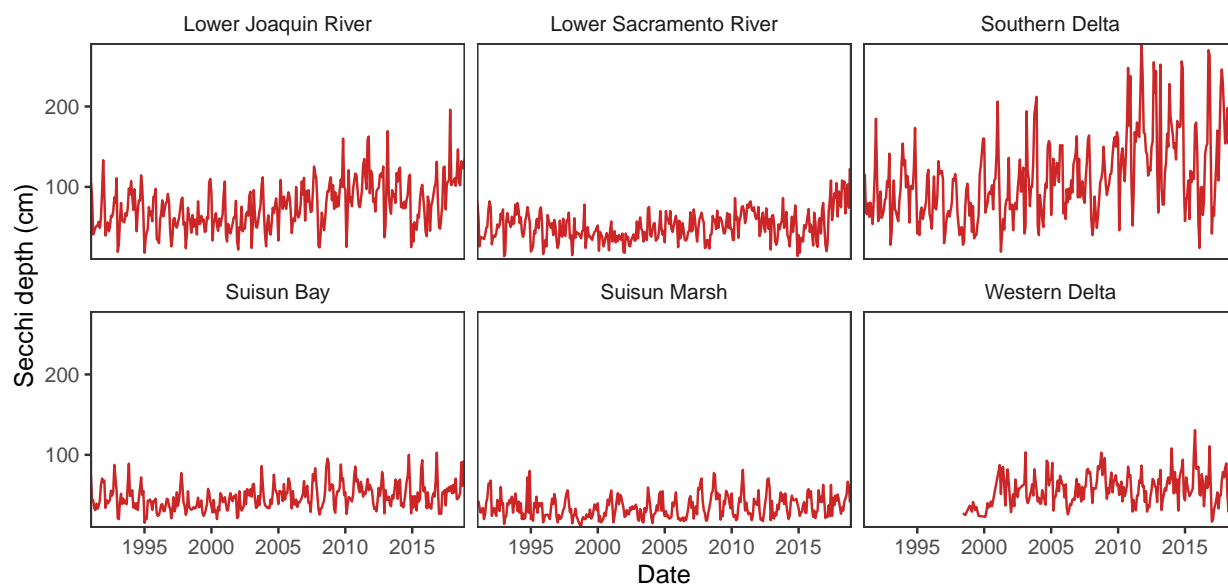 Lower Joaquin River
Lower Sacramento River
Southern Delta
200
100
Suisun Bay
Suisun Marsh
Western Delta
200
100
Secchi depth (cm)
1995 2000 2005 2010 2015
1995 2000 2005 2010 2015
1995 2000 2005 2010 2015
Date